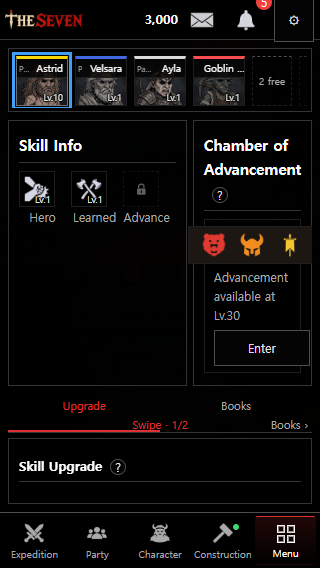 THE SEVEN
3,000
5
P...
Astrid
Lv.10
P...
Velsara
Lv.1
Pa...
Ayla
Lv.1
Goblin ...
Lv.1
2 free
Skill Info
Lv.1
Lv.1
Hero
Learned
Advance
Chamber of
Advancement
?
Advancement
available at
Lv.30
Enter
Upgrade
Books
Swipe · 1/2
Books ›
Skill Upgrade ?
Expedition
Party
Character
Construction
Menu